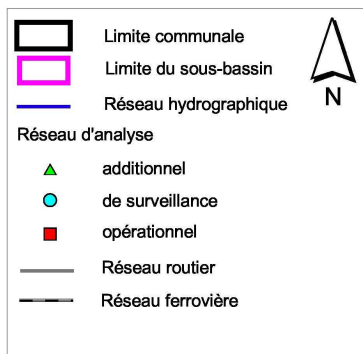 Limite communale
Limite du sous-bassin
N
Réseau hydrographique
Réseau d'analyse
additionnel
de surveillance
opérationnel
Réseau routier
Réseau ferrovière